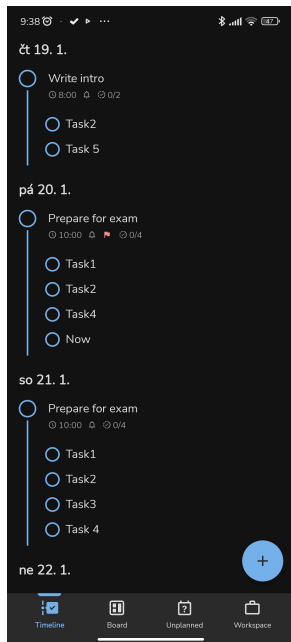 9:38
47
čt 19. 1.
Write intro
8:00 0/2
Task2
Task 5
pá 20. 1.
Prepare for exam
10:00 0/4
Task1
Task2
Task4
Now
so 21. 1.
Prepare for exam
10:00 0/4
Task1
Task2
Task3
Task 4
+
ne 22. 1.
Timeline Board Unplanned Workspace